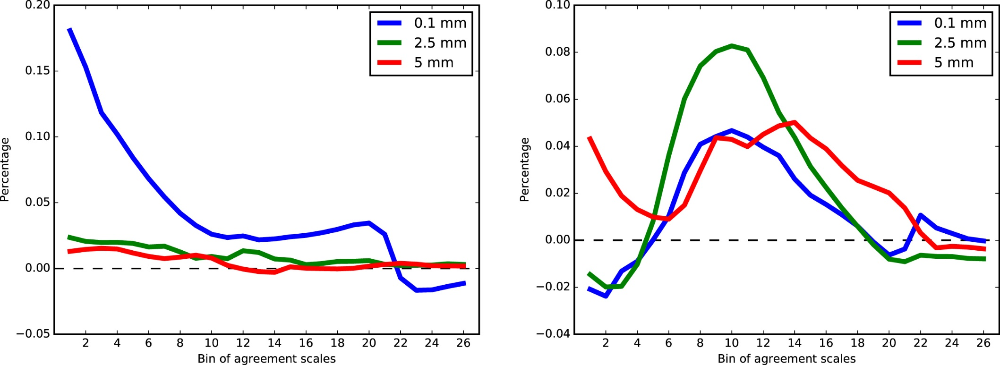 0.20
0.15
0.10
0.05
0.00
−0.05
Percentage
2 4 6 8 10 12 14 16 18 20 22 24 26
Bin of agreement scales
0.1 mm
2.5 mm
5 mm
0.10
0.08
0.06
0.04
0.02
0.00
−0.02
−0.04
Percentage
2 4 6 8 10 12 14 16 18 20 22 24 26
Bin of agreement scales
0.1 mm
2.5 mm
5 mm